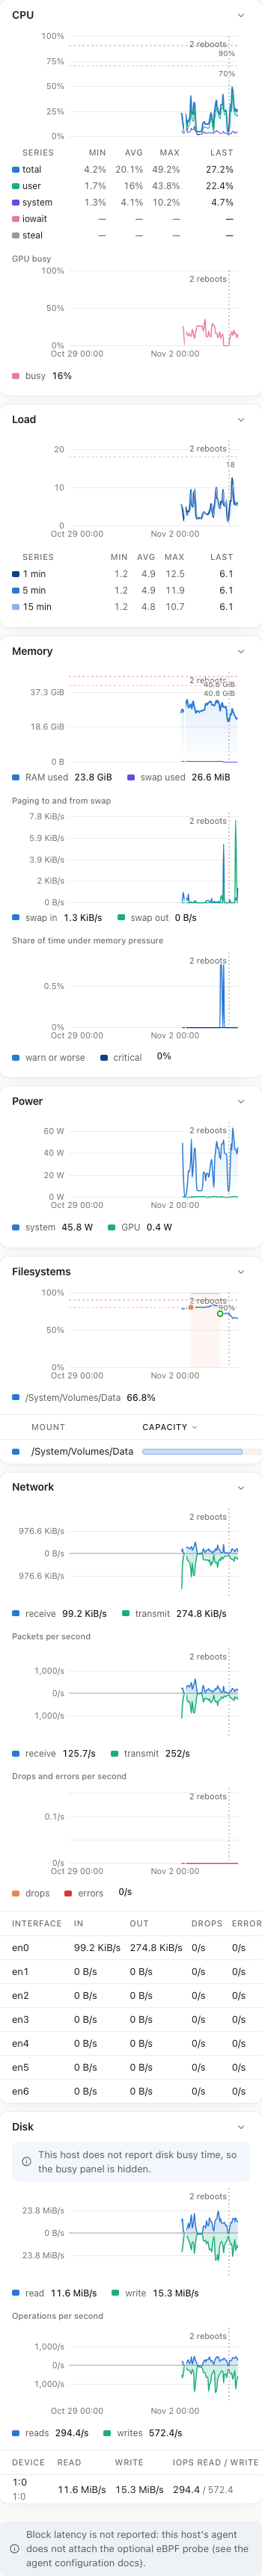 CPU
100%
2 reboots
90%
75%
70%
50%
25%
0%
SERIES MIN AVG MAX LAST
total 4.2% 20.1% 49.2% 27.2%
user 1.7% 16% 43.8% 22.4%
system 1.3% 4.1% 10.2% 4.7%
iowait — — — —
steal — — — —
GPU busy
100%
2 reboots
50%
0%
Oct 29 00:00 Nov 2 00:00
busy 16%
Load
20
2 reboots
18
10
0
Oct 29 00:00 Nov 2 00:00
SERIES MIN AVG MAX LAST
1 min 1.2 4.9 12.5 6.1
5 min 1.2 4.9 11.9 6.1
15 min 1.2 4.8 10.7 6.1
Memory
2 reboots
45.6 GiB
37.3 GiB
40.8 GiB
18.6 GiB
0 B
RAM used 23.8 GiB swap used 26.6 MiB
Paging to and from swap
7.8 KiB/s
2 reboots
5.9 KiB/s
3.9 KiB/s
2 KiB/s
0 B/s
swap in 1.3 KiB/s swap out 0 B/s
Share of time under memory pressure
2 reboots
0.5%
0%
Oct 29 00:00 Nov 2 00:00
warn or worse critical 0%
Power
60 W
2 reboots
40 W
20 W
0 W
Oct 29 00:00 Nov 2 00:00
system 45.8 W GPU 0.4 W
Filesystems
100%
2 reboots
90%
50%
0%
Oct 29 00:00 Nov 2 00:00
/System/Volumes/Data 66.8%
MOUNT CAPACITY
/System/Volumes/Data
Network
2 reboots
976.6 KiB/s
0 B/s
976.6 KiB/s
receive 99.2 KiB/s transmit 274.8 KiB/s
Packets per second
2 reboots
1,000/s
0/s
1,000/s
receive 125.7/s transmit 252/s
Drops and errors per second
2 reboots
0.1/s
0/s
Oct 29 00:00 Nov 2 00:00
drops errors 0/s
INTERFACE IN OUT DROPS ERROR
en0 99.2 KiB/s 274.8 KiB/s 0/s 0/s
en1 0 B/s 0 B/s 0/s 0/s
en2 0 B/s 0 B/s 0/s 0/s
en3 0 B/s 0 B/s 0/s 0/s
en4 0 B/s 0 B/s 0/s 0/s
en5 0 B/s 0 B/s 0/s 0/s
en6 0 B/s 0 B/s 0/s 0/s
Disk
This host does not report disk busy time, so
the busy panel is hidden.
2 reboots
23.8 MiB/s
0 B/s
23.8 MiB/s
read 11.6 MiB/s write 15.3 MiB/s
Operations per second
2 reboots
1,000/s
0/s
1,000/s
Oct 29 00:00 Nov 2 00:00
reads 294.4/s writes 572.4/s
DEVICE READ WRITE IOPS READ / WRITE
1:0
1:0 11.6 MiB/s 15.3 MiB/s 294.4 / 572.4
Block latency is not reported: this host's agent
does not attach the optional eBPF probe (see the
agent configuration docs).